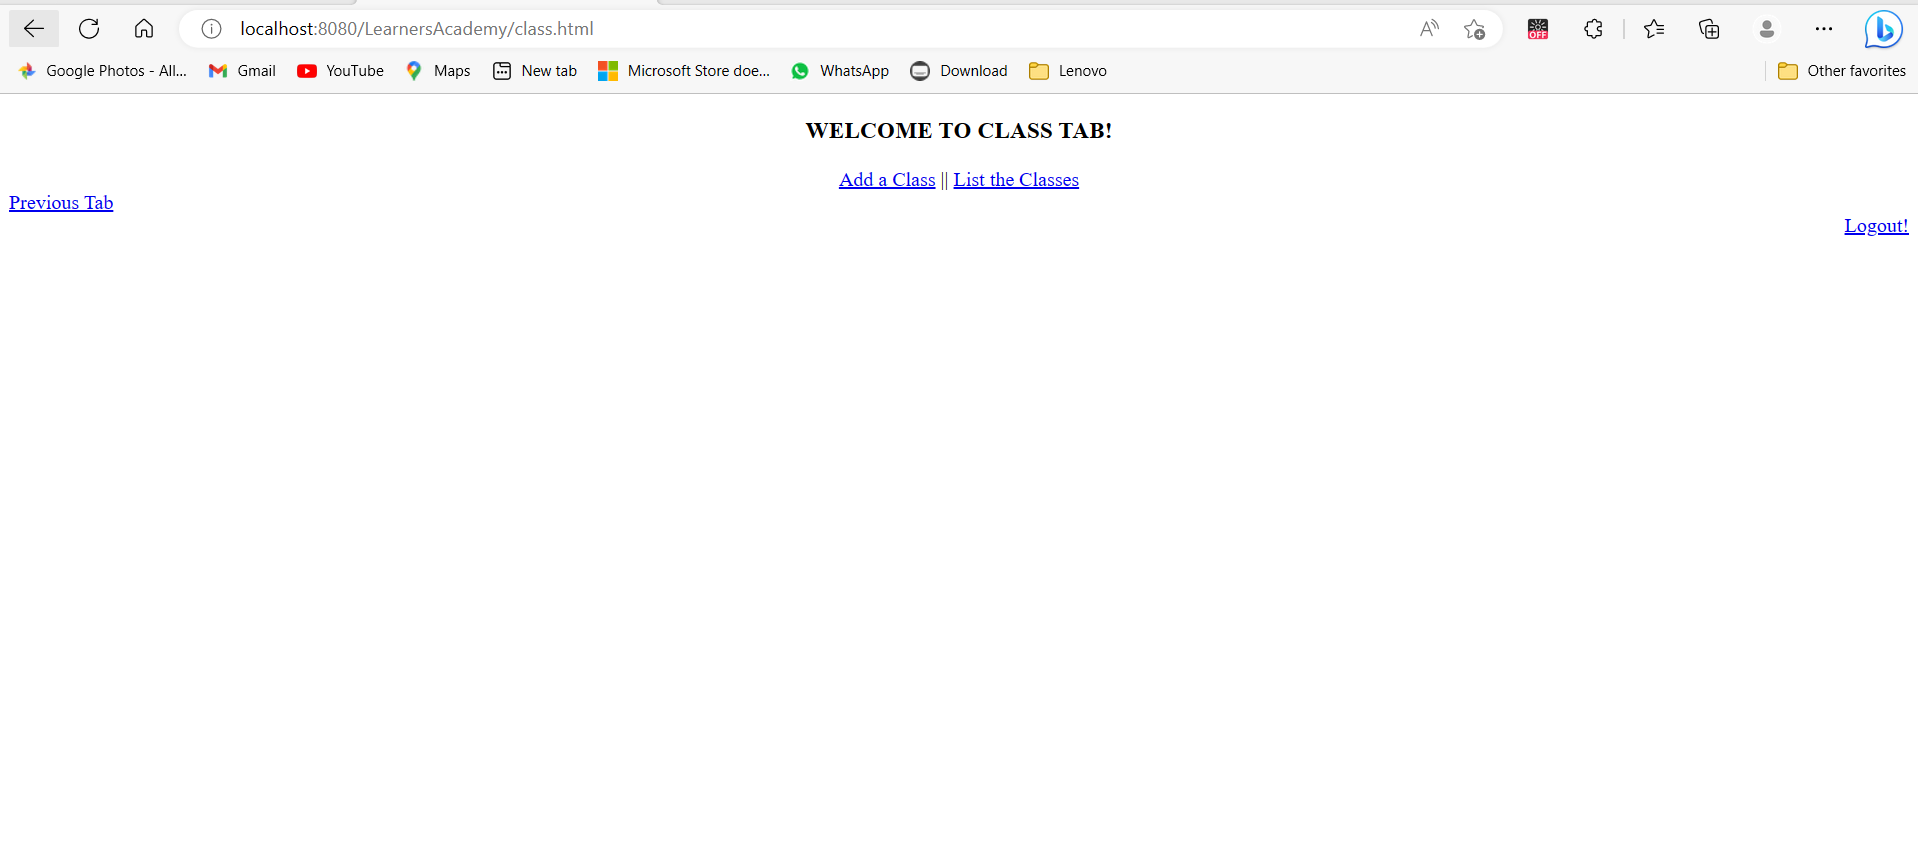 localhost:8080/LearnersAcademy/class.html
OFF
Google Photos - All... Gmail YouTube Maps New tab Microsoft Store doe... WhatsApp Download Lenovo Other favorites
WELCOME TO CLASS TAB!
Add a Class || List the Classes
Previous Tab
Logout!